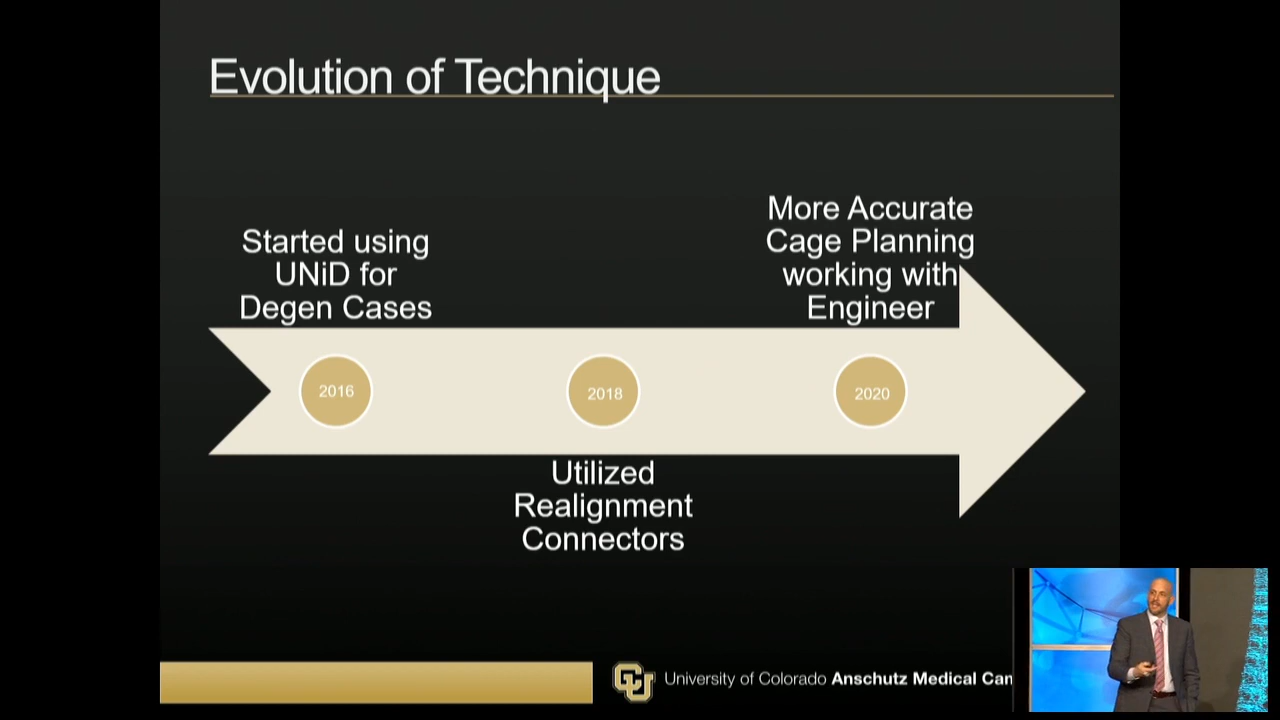 Evolution of Technique
Started using
UNiD for
Degen Cases
More Accurate
Cage Planning
working with
Engineer
2016
2018
2020
Utilized
Realignment
Connectors
CU
University of Colorado Anschutz Medical Can